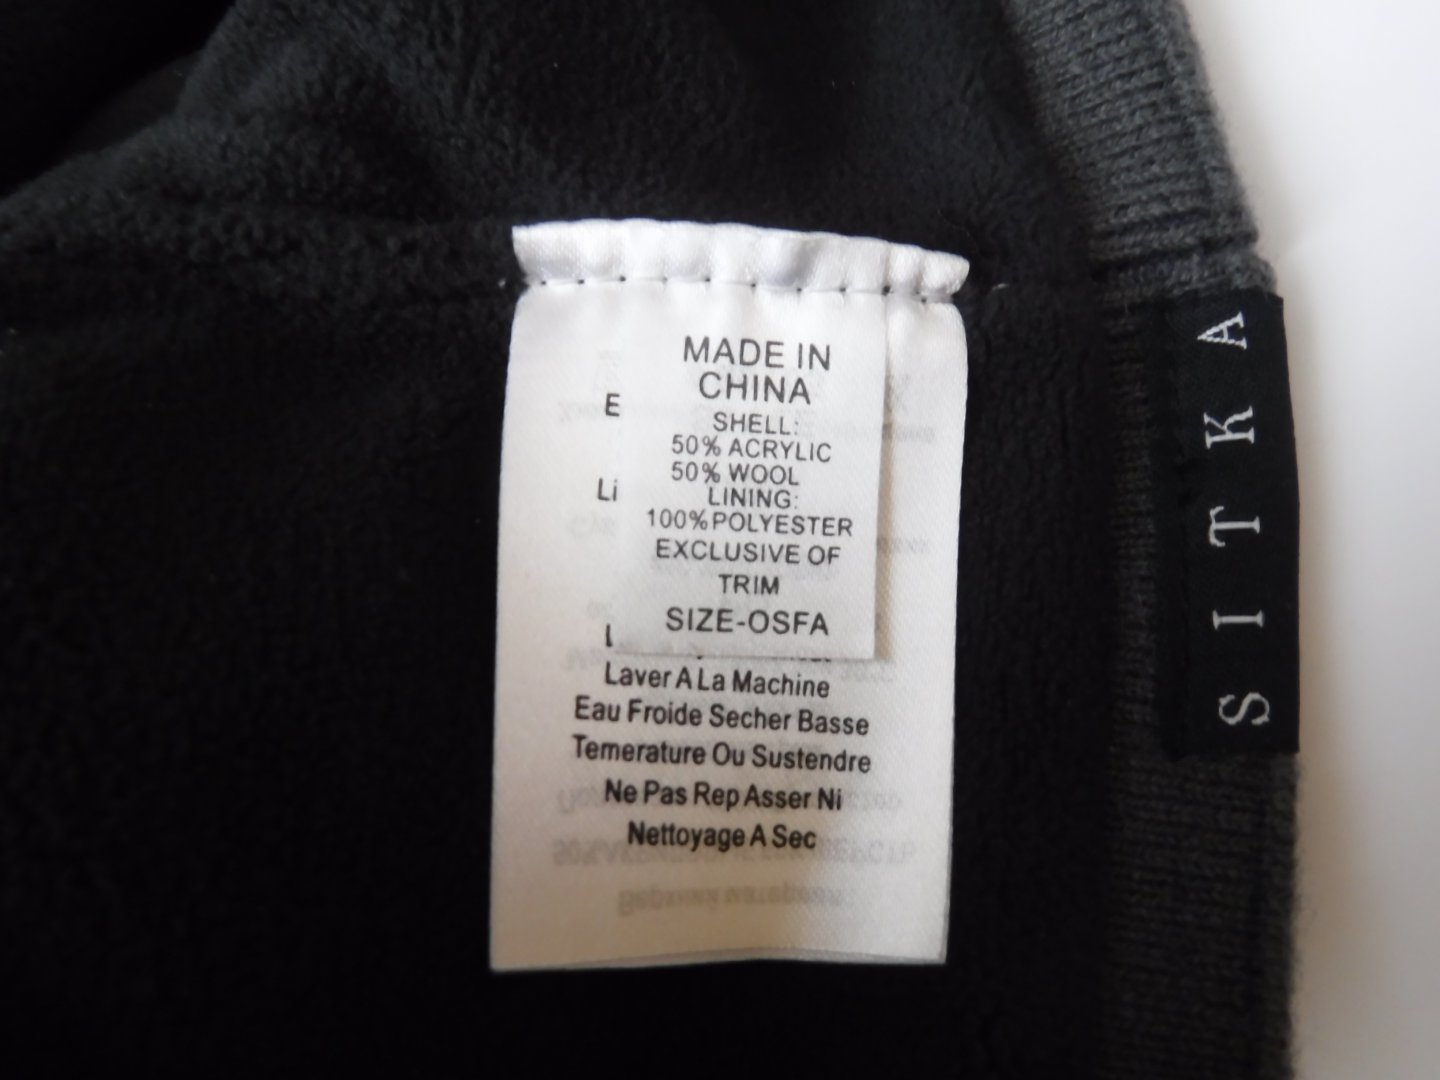 MADE IN
CHINA
SHELL:
50% ACRYLIC
50% WOOL
LINING:
100%POLYESTER
EXCLUSIVE OF
TRIM
SIZE-OSFA
E
Li
Laver A La Machine
Eau Froide Secher Basse
Temerature Ou Sustendre
Ne Pas Rep Asser Ni
Nettoyage A Sec
SITKA